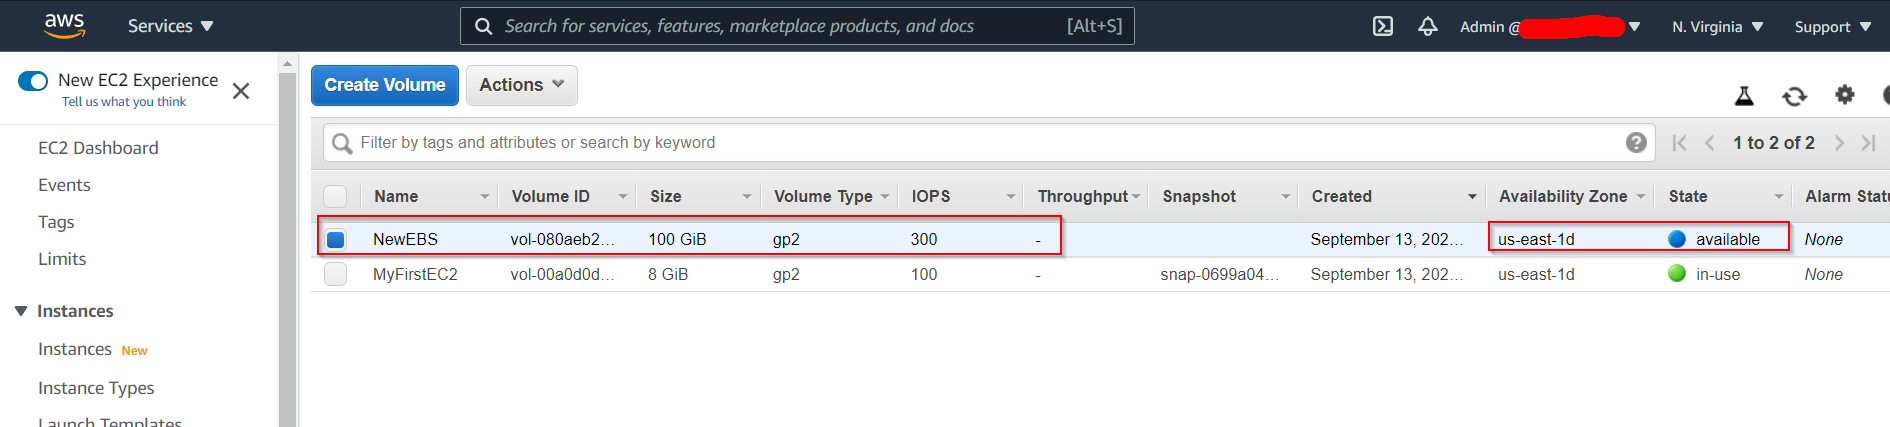 aws Services Search for services, features, marketplace products, and docs [Alt+S] Admin @ N. Virginia Support
New EC2 Experience
Tell us what you think
EC2 Dashboard
Events
Tags
Limits
Instances
Instances New
Instance Types
Launch Templates
Create Volume Actions
Filter by tags and attributes or search by keyword 1 to 2 of 2
Name Volume ID Size Volume Type IOPS Throughput Snapshot Created Availability Zone State Alarm Statu
NewEBS vol-080aeb2... 100 GiB gp2 300 - September 13, 202... us-east-1d available None
MyFirstEC2 vol-00a0d0d... 8 GiB gp2 100 - snap-0699a04... September 13, 202... us-east-1d in-use None